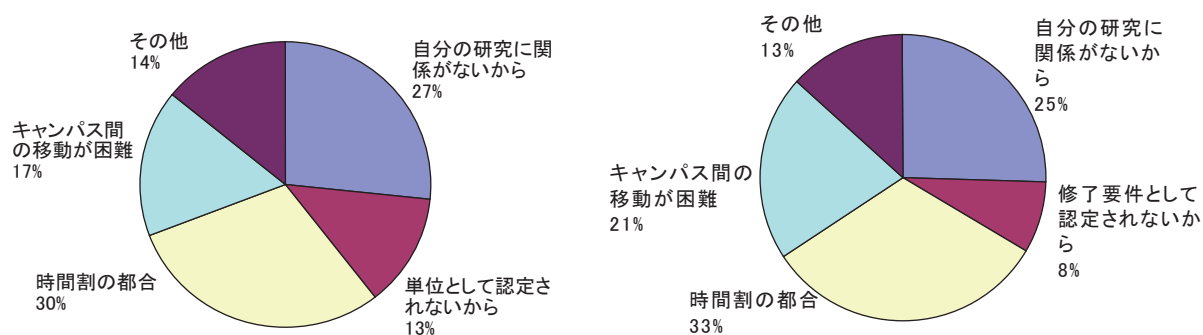 その他
14%
自分の研究に関
係がないから
27%
キャンパス間
の移動が困難
17%
時間割の都合
30%
単位として認定さ
れないから
13%
その他
13%
自分の研究に
関係がないか
ら
25%
キャンパス間の
移動が困難
21%
修了要件として
認定されないか
ら
8%
時間割の都合
33%